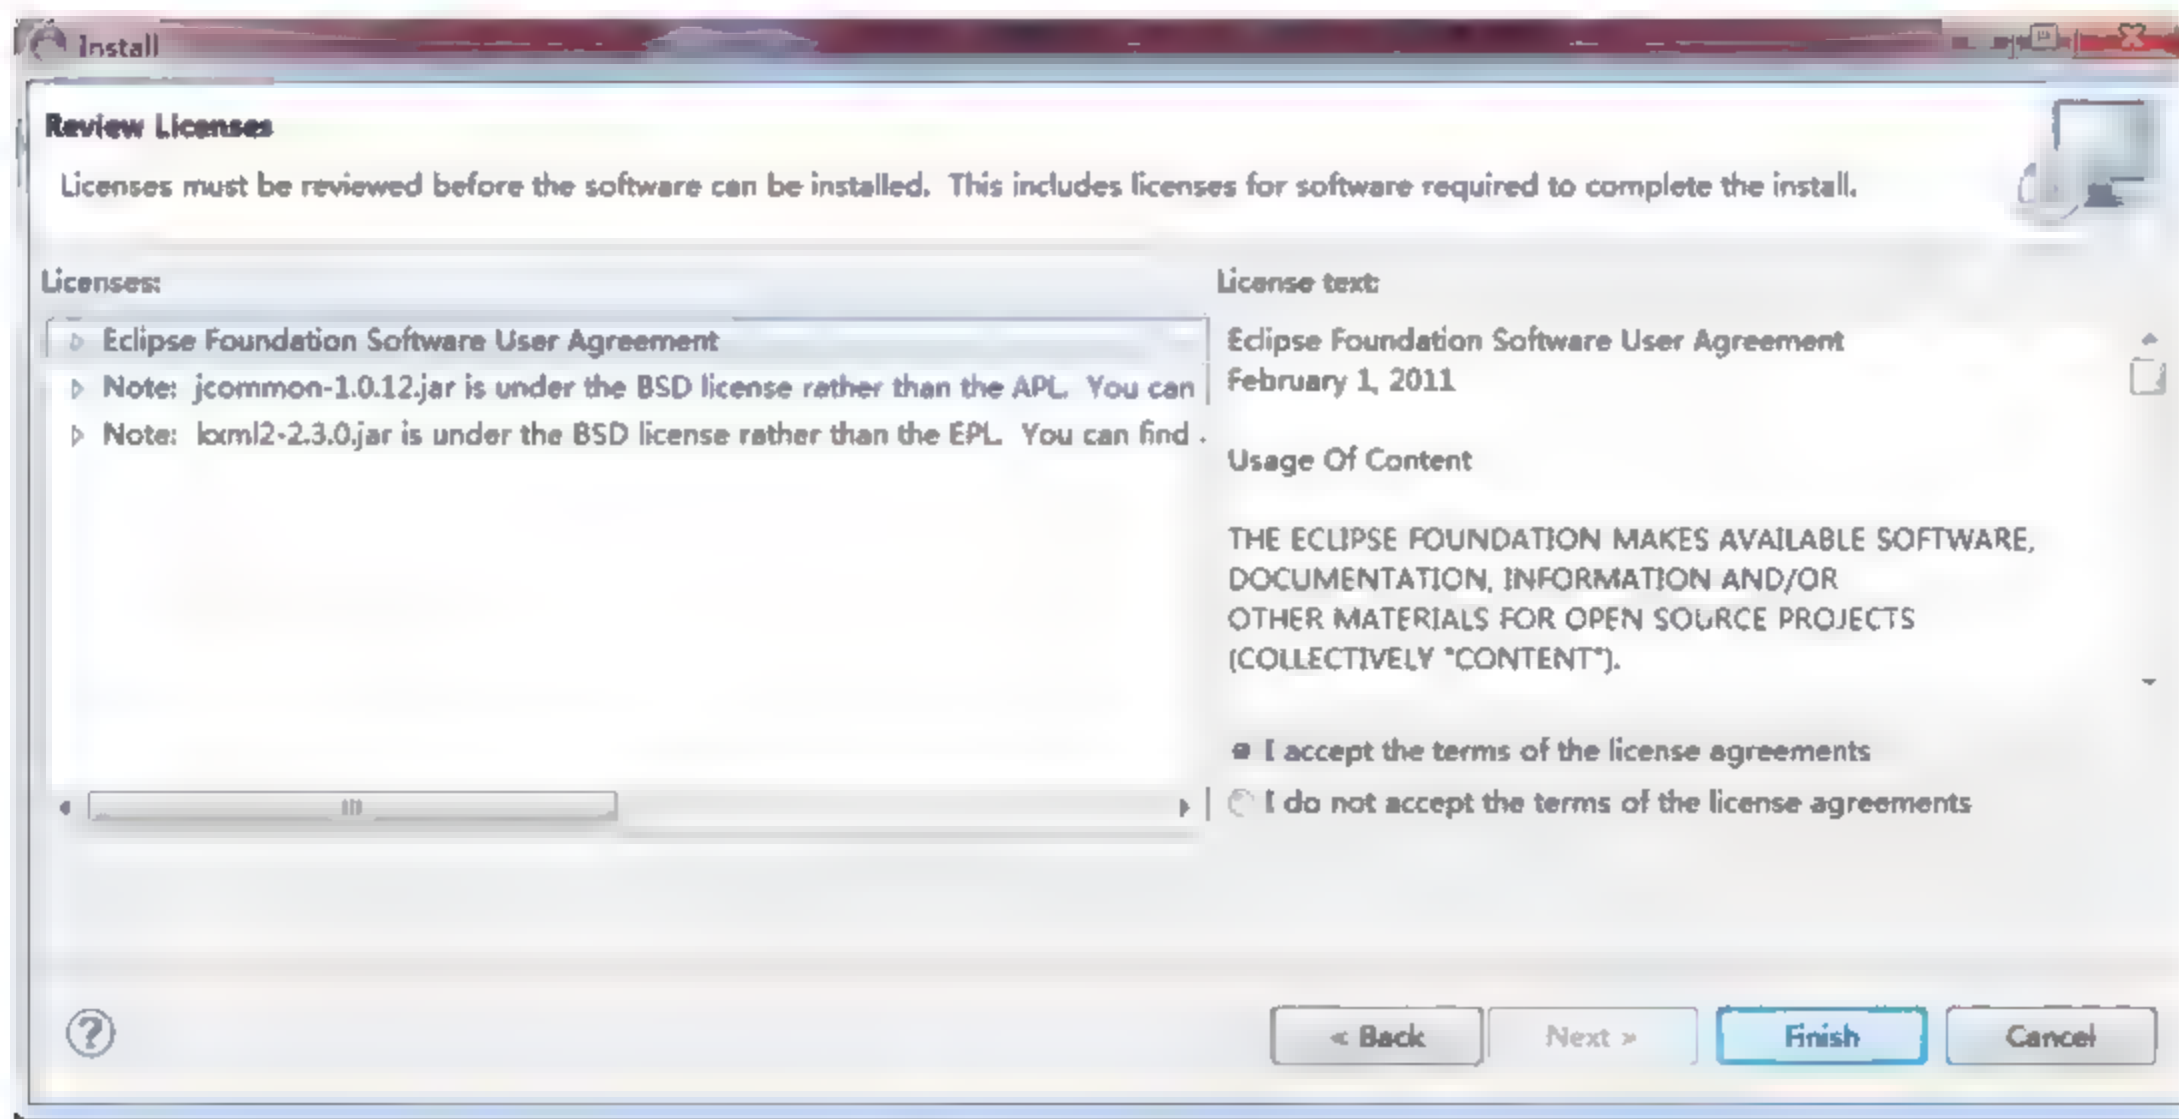 Install
Review Licenses
Licenses must be reviewed before the software can be installed.  This includes licenses for software required to complete the install.
Licenses:
Eclipse Foundation Software User Agreement
Note:  jcommon-1.0.12.jar is under the BSD license rather than the APL.  You can
Note:  kxml2-2.3.0.jar is under the BSD license rather than the EPL.  You can find
License text:
Eclipse Foundation Software User Agreement
February 1, 2011
Usage Of Content
THE ECLIPSE FOUNDATION MAKES AVAILABLE SOFTWARE,
DOCUMENTATION, INFORMATION AND/OR
OTHER MATERIALS FOR OPEN SOURCE PROJECTS
(COLLECTIVELY "CONTENT").
I accept the terms of the license agreements
I do not accept the terms of the license agreements
< Back
Next >
Finish
Cancel